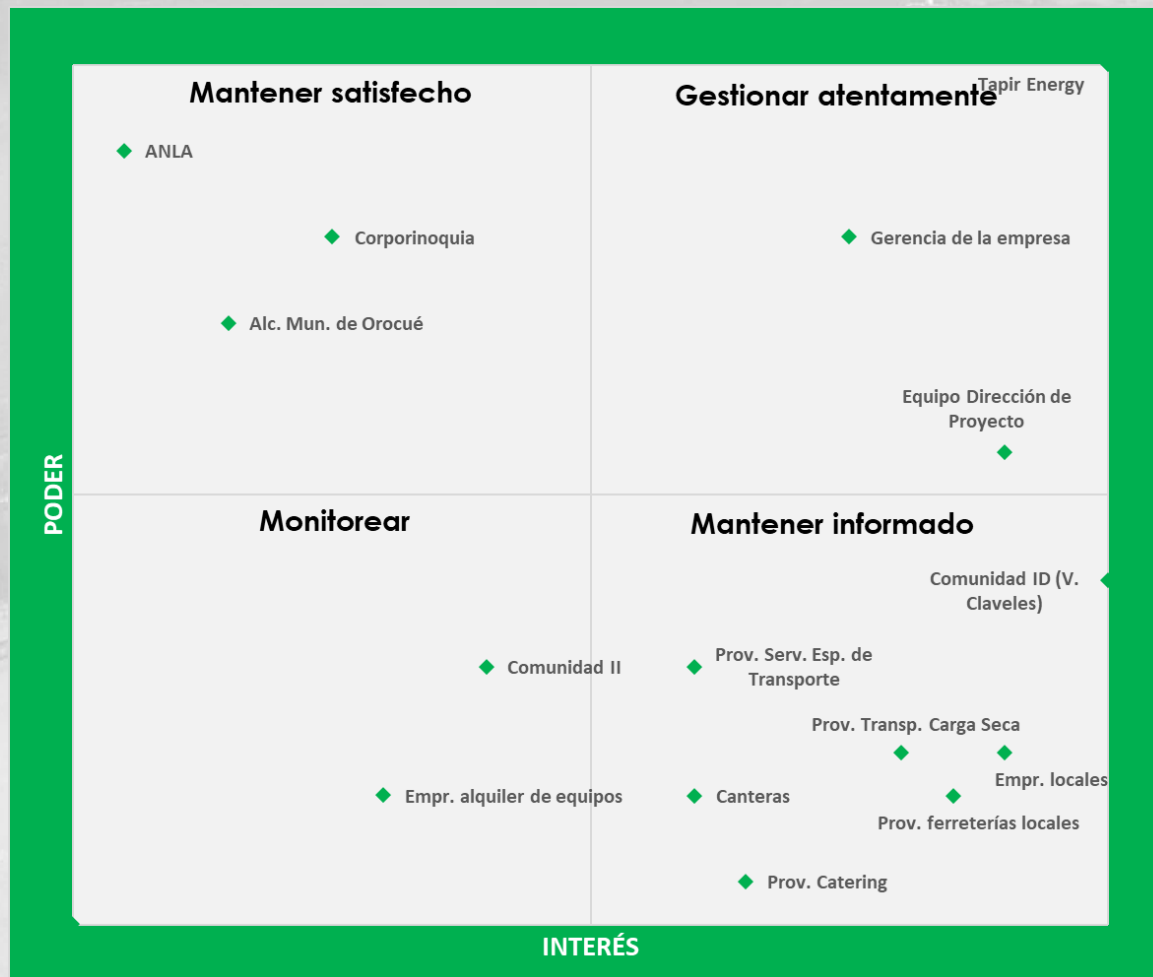 Mantener satisfecho
Gestionar atentamente
Tapir Energy
ANLA
Corporinoquia
Gerencia de la empresa
Alc. Mun. de Orocué
Equipo Dirección de
Proyecto
PODER
Monitorear
Mantener informado
Comunidad ID (V.
Claveles)
Comunidad II
Prov. Serv. Esp. de
Transporte
Prov. Transp. Carga Seca
Empr. locales
Empr. alquiler de equipos
Canteras
Prov. ferreterías locales
Prov. Catering
INTERÉS